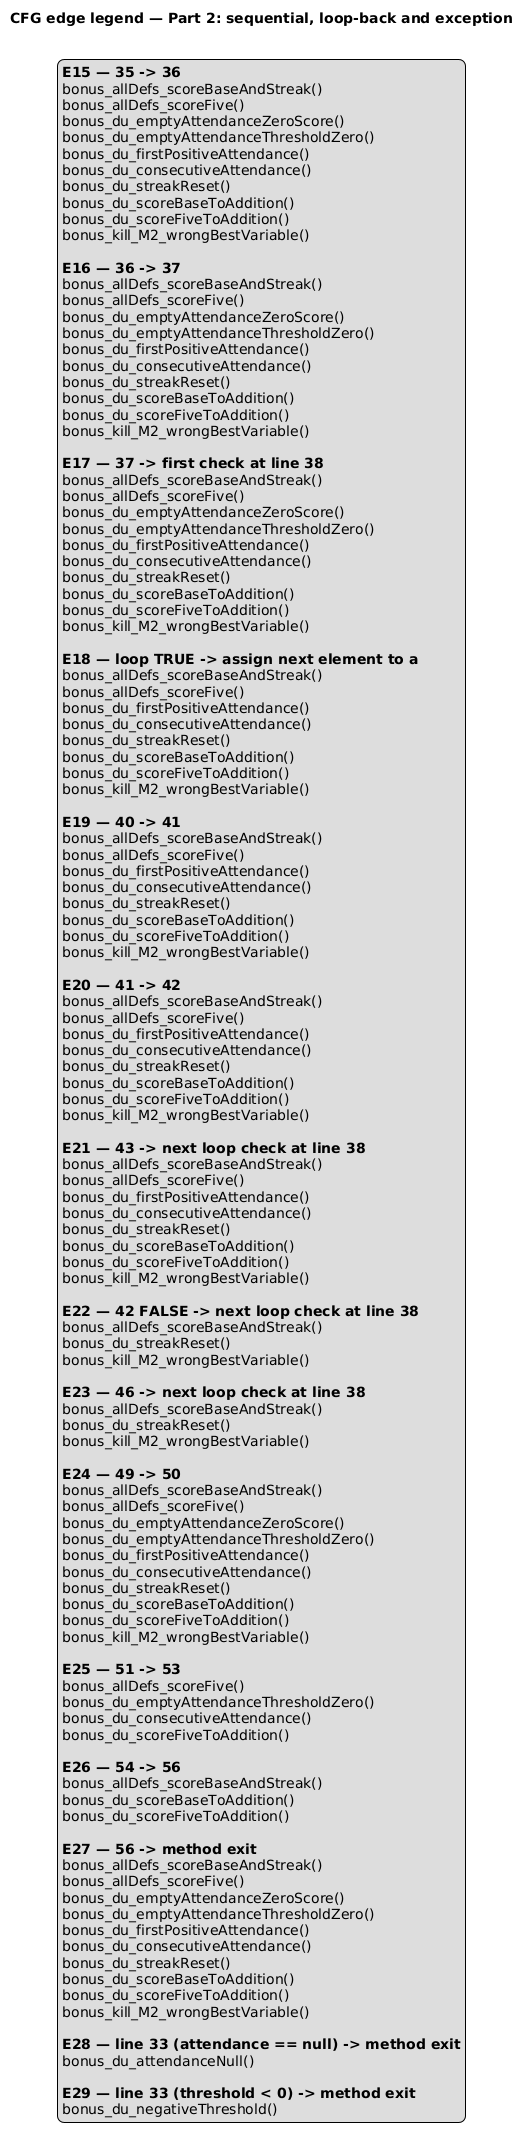 CFG edge legend — Part 2: sequential, loop-back and exception
E15 — 35 -> 36
bonus_allDefs_scoreBaseAndStreak()
bonus_allDefs_scoreFive()
bonus_du_emptyAttendanceZeroScore()
bonus_du_emptyAttendanceThresholdZero()
bonus_du_firstPositiveAttendance()
bonus_du_consecutiveAttendance()
bonus_du_streakReset()
bonus_du_scoreBaseToAddition()
bonus_du_scoreFiveToAddition()
bonus_kill_M2_wrongBestVariable()
E16 — 36 -> 37
bonus_allDefs_scoreBaseAndStreak()
bonus_allDefs_scoreFive()
bonus_du_emptyAttendanceZeroScore()
bonus_du_emptyAttendanceThresholdZero()
bonus_du_firstPositiveAttendance()
bonus_du_consecutiveAttendance()
bonus_du_streakReset()
bonus_du_scoreBaseToAddition()
bonus_du_scoreFiveToAddition()
bonus_kill_M2_wrongBestVariable()
E17 — 37 -> first check at line 38
bonus_allDefs_scoreBaseAndStreak()
bonus_allDefs_scoreFive()
bonus_du_emptyAttendanceZeroScore()
bonus_du_emptyAttendanceThresholdZero()
bonus_du_firstPositiveAttendance()
bonus_du_consecutiveAttendance()
bonus_du_streakReset()
bonus_du_scoreBaseToAddition()
bonus_du_scoreFiveToAddition()
bonus_kill_M2_wrongBestVariable()
E18 — loop TRUE -> assign next element to a
bonus_allDefs_scoreBaseAndStreak()
bonus_allDefs_scoreFive()
bonus_du_firstPositiveAttendance()
bonus_du_consecutiveAttendance()
bonus_du_streakReset()
bonus_du_scoreBaseToAddition()
bonus_du_scoreFiveToAddition()
bonus_kill_M2_wrongBestVariable()
E19 — 40 -> 41
bonus_allDefs_scoreBaseAndStreak()
bonus_allDefs_scoreFive()
bonus_du_firstPositiveAttendance()
bonus_du_consecutiveAttendance()
bonus_du_streakReset()
bonus_du_scoreBaseToAddition()
bonus_du_scoreFiveToAddition()
bonus_kill_M2_wrongBestVariable()
E20 — 41 -> 42
bonus_allDefs_scoreBaseAndStreak()
bonus_allDefs_scoreFive()
bonus_du_firstPositiveAttendance()
bonus_du_consecutiveAttendance()
bonus_du_streakReset()
bonus_du_scoreBaseToAddition()
bonus_du_scoreFiveToAddition()
bonus_kill_M2_wrongBestVariable()
E21 — 43 -> next loop check at line 38
bonus_allDefs_scoreBaseAndStreak()
bonus_allDefs_scoreFive()
bonus_du_firstPositiveAttendance()
bonus_du_consecutiveAttendance()
bonus_du_streakReset()
bonus_du_scoreBaseToAddition()
bonus_du_scoreFiveToAddition()
bonus_kill_M2_wrongBestVariable()
E22 — 42 FALSE -> next loop check at line 38
bonus_allDefs_scoreBaseAndStreak()
bonus_du_streakReset()
bonus_kill_M2_wrongBestVariable()
E23 — 46 -> next loop check at line 38
bonus_allDefs_scoreBaseAndStreak()
bonus_du_streakReset()
bonus_kill_M2_wrongBestVariable()
E24 — 49 -> 50
bonus_allDefs_scoreBaseAndStreak()
bonus_allDefs_scoreFive()
bonus_du_emptyAttendanceZeroScore()
bonus_du_emptyAttendanceThresholdZero()
bonus_du_firstPositiveAttendance()
bonus_du_consecutiveAttendance()
bonus_du_streakReset()
bonus_du_scoreBaseToAddition()
bonus_du_scoreFiveToAddition()
bonus_kill_M2_wrongBestVariable()
E25 — 51 -> 53
bonus_allDefs_scoreFive()
bonus_du_emptyAttendanceThresholdZero()
bonus_du_consecutiveAttendance()
bonus_du_scoreFiveToAddition()
E26 — 54 -> 56
bonus_allDefs_scoreBaseAndStreak()
bonus_du_scoreBaseToAddition()
bonus_du_scoreFiveToAddition()
E27 — 56 -> method exit
bonus_allDefs_scoreBaseAndStreak()
bonus_allDefs_scoreFive()
bonus_du_emptyAttendanceZeroScore()
bonus_du_emptyAttendanceThresholdZero()
bonus_du_firstPositiveAttendance()
bonus_du_consecutiveAttendance()
bonus_du_streakReset()
bonus_du_scoreBaseToAddition()
bonus_du_scoreFiveToAddition()
bonus_kill_M2_wrongBestVariable()
E28 — line 33 (attendance == null) -> method exit
bonus_du_attendanceNull()
E29 — line 33 (threshold < 0) -> method exit
bonus_du_negativeThreshold()